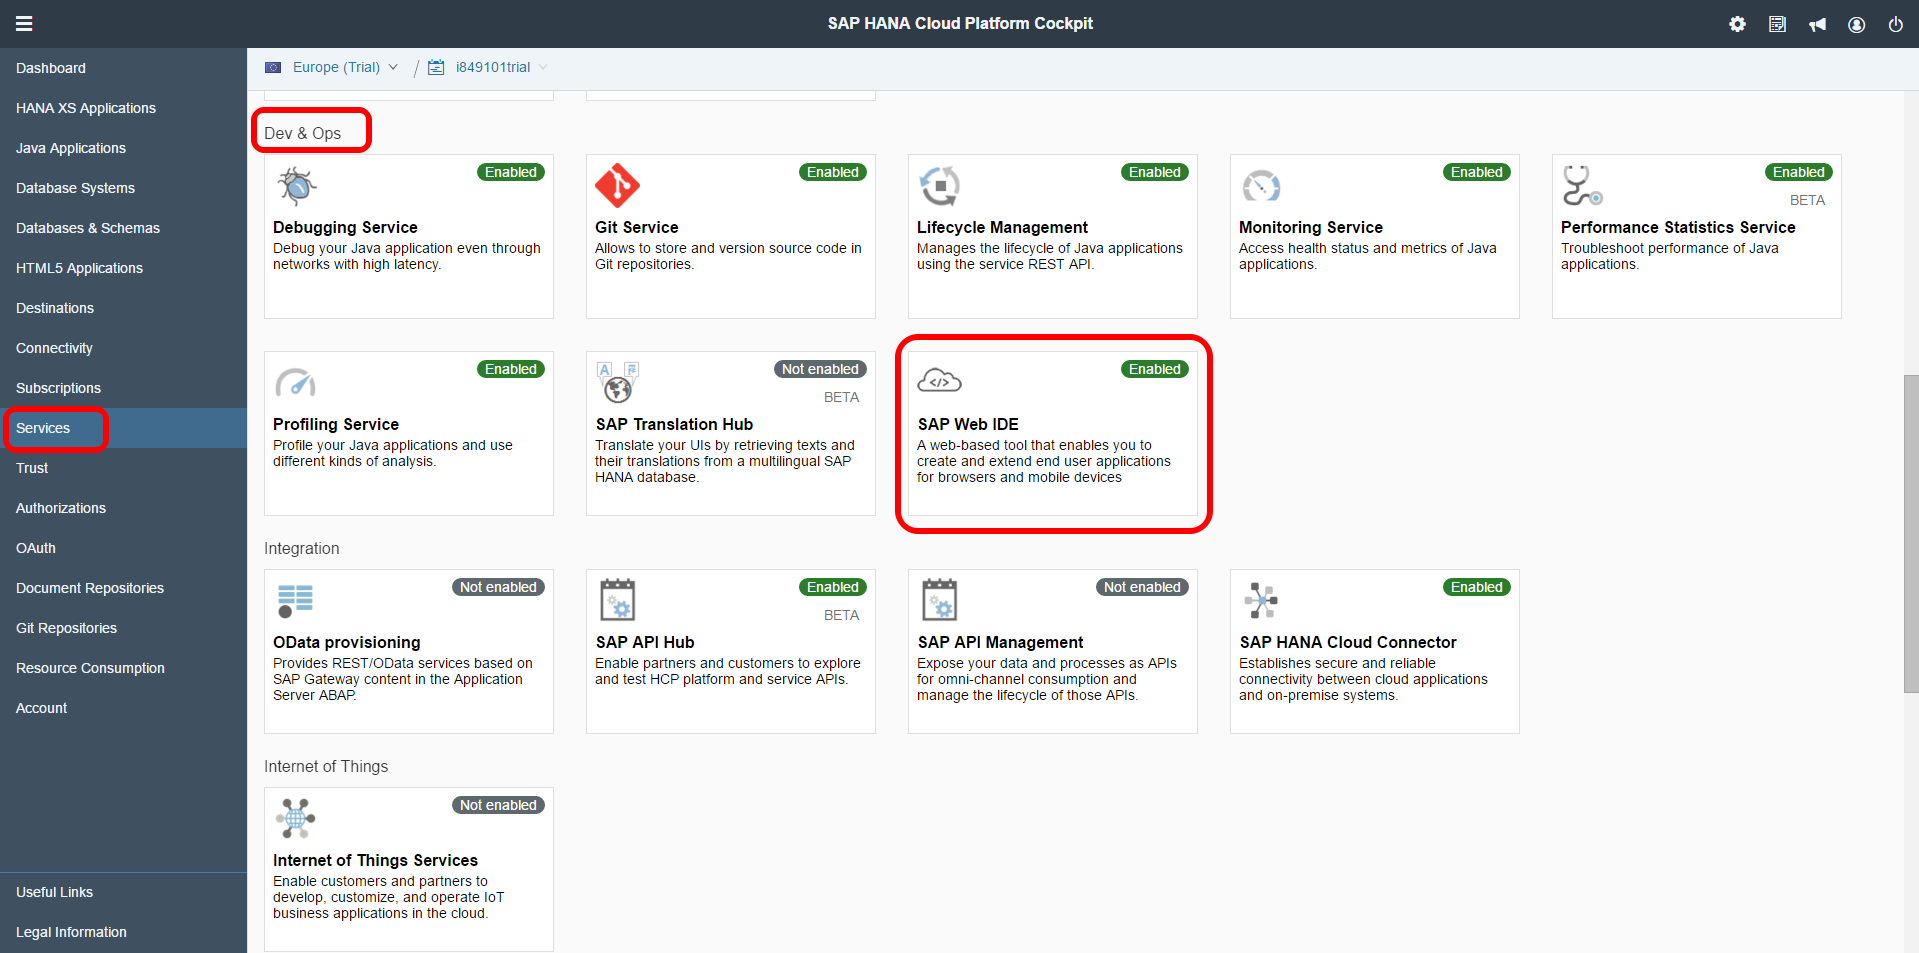 SAP HANA Cloud Platform Cockpit
Dashboard
HANA XS Applications
Java Applications
Database Systems
Databases & Schemas
HTML5 Applications
Destinations
Connectivity
Subscriptions
Services
Trust
Authorizations
OAuth
Document Repositories
Git Repositories
Resource Consumption
Account
Useful Links
Legal Information
Europe (Trial) / i849101trial
Dev & Ops
Enabled
Debugging Service
Debug your Java application even through
networks with high latency.
Enabled
Git Service
Allows to store and version source code in
Git repositories.
Enabled
Lifecycle Management
Manages the lifecycle of Java applications
using the service REST API.
Enabled
Monitoring Service
Access health status and metrics of Java
applications.
Enabled
BETA
Performance Statistics Service
Troubleshoot performance of Java
applications.
Enabled
Profiling Service
Profile your Java applications and use
different kinds of analysis.
Not enabled
BETA
SAP Translation Hub
Translate your UIs by retrieving texts and
their translations from a multilingual SAP
HANA database.
Enabled
SAP Web IDE
A web-based tool that enables you to
create and extend end user applications
for browsers and mobile devices
Integration
Not enabled
OData provisioning
Provides REST/OData services based on
SAP Gateway content in the Application
Server ABAP.
Enabled
BETA
SAP API Hub
Enable partners and customers to explore
and test HCP platform and service APIs.
Not enabled
SAP API Management
Expose your data and processes as APIs
for omni-channel consumption and
manage the lifecycle of those APIs.
Enabled
SAP HANA Cloud Connector
Establishes secure and reliable
connectivity between cloud applications
and on-premise systems.
Internet of Things
Not enabled
Internet of Things Services
Enable customers and partners to
develop, customize, and operate IoT
business applications in the cloud.